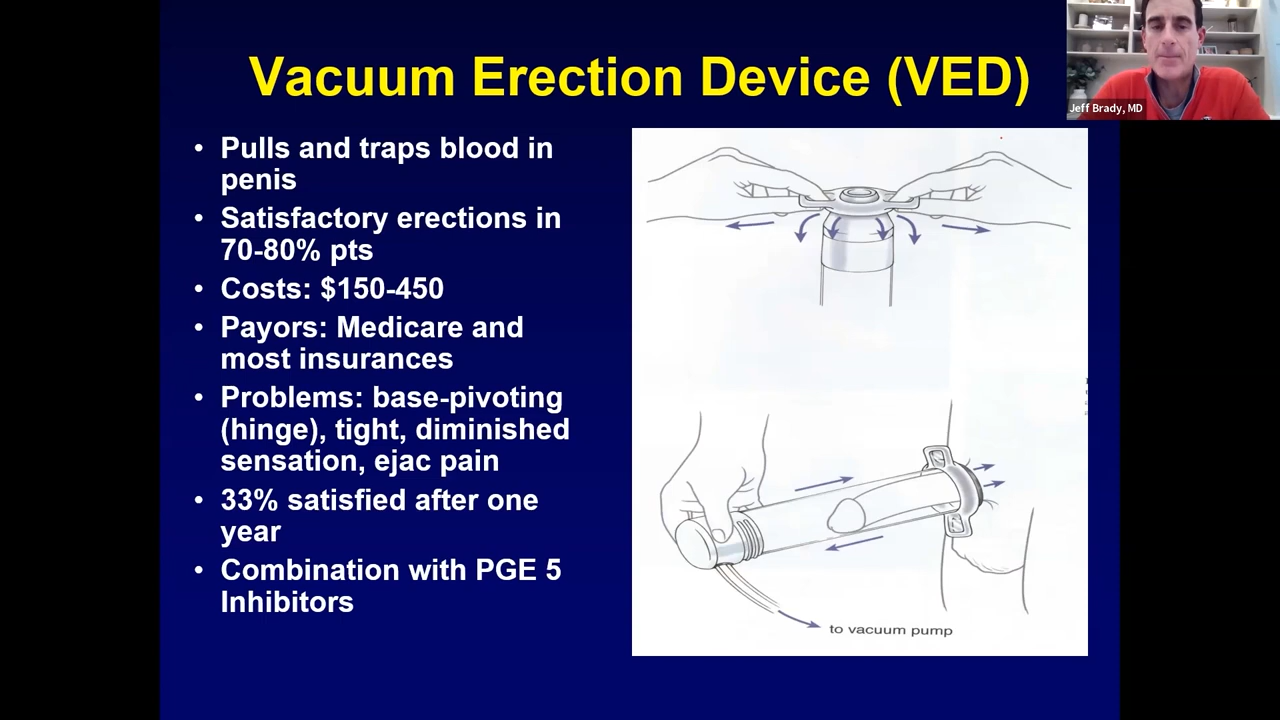 Vacuum Erection Device (VED)
Jeff Brady, MD
• Pulls and traps blood in
penis
• Satisfactory erections in
70-80% pts
• Costs: $150-450
• Payors: Medicare and
most insurances
• Problems: base-pivoting
(hinge), tight, diminished
sensation, ejac pain
• 33% satisfied after one
year
• Combination with PGE 5
Inhibitors
to vacuum pump